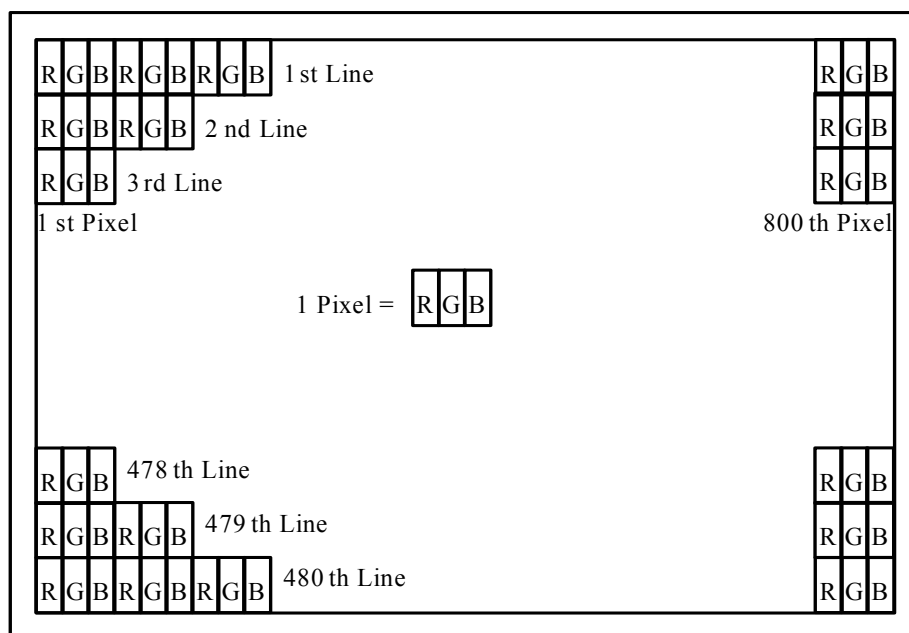 R G B R G B R G B 1 st Line R G B
R G B R G B 2 nd Line R G B
R G B 3 rd Line R G B
1 st Pixel 800 th Pixel
1 Pixel = R G B
R G B 478 th Line R G B
R G B R G B 479 th Line R G B
R G B R G B R G B 480 th Line R G B